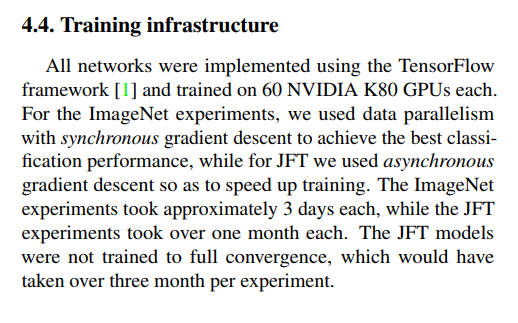 4.4. Training infrastructure
All networks were implemented using the TensorFlow
framework [1] and trained on 60 NVIDIA K80 GPUs each.
For the ImageNet experiments, we used data parallelism
with synchronous gradient descent to achieve the best classi-
fication performance, while for JFT we used asynchronous
gradient descent so as to speed up training. The ImageNet
experiments took approximately 3 days each, while the JFT
experiments took over one month each. The JFT models
were not trained to full convergence, which would have
taken over three month per experiment.